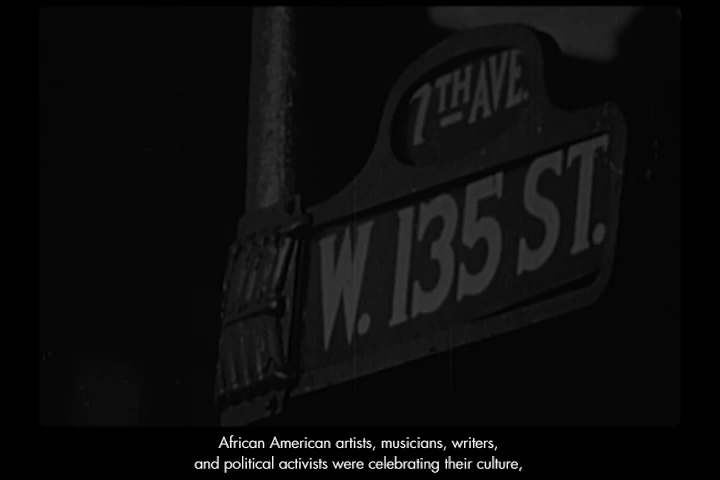 7TH AVE.
W. 135 ST.
African American artists, musicians, writers,
and political activists were celebrating their culture,